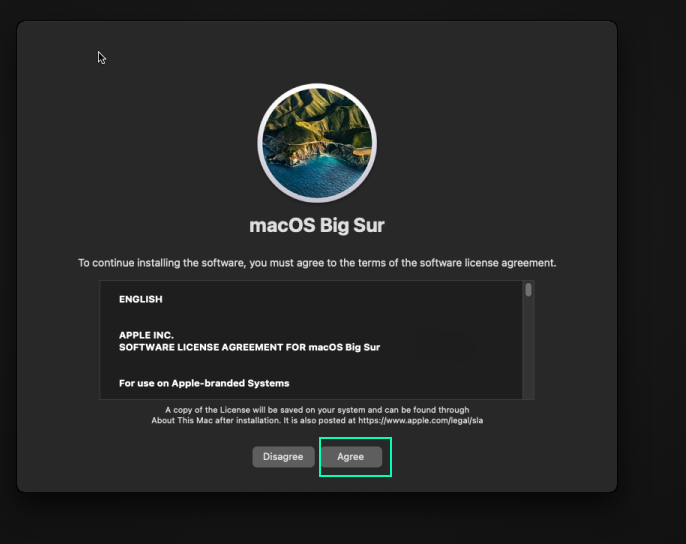 macOS Big Sur
To continue installing the software, you must agree to the terms of the software license agreement.
ENGLISH
APPLE INC.
SOFTWARE LICENSE AGREEMENT FOR macOS Big Sur
For use on Apple-branded Systems
A copy of the License will be saved on your system and can be found through
About This Mac after installation. It is also posted at https://www.apple.com/legal/sla
Disagree Agree